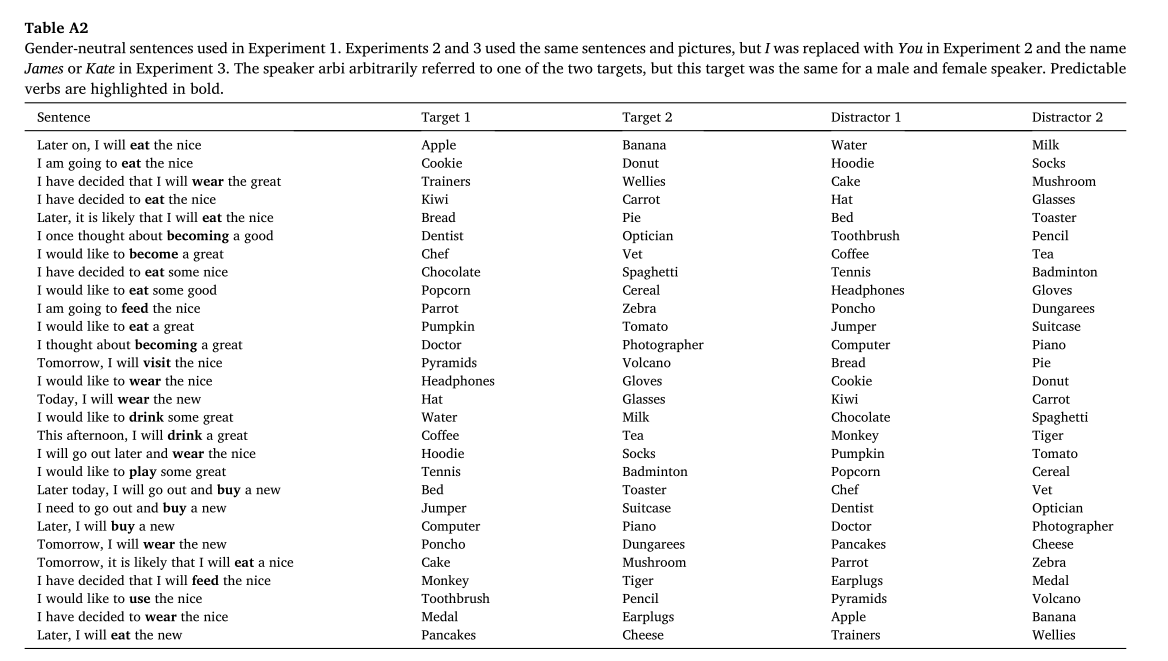 Table A2
Gender-neutral sentences used in Experiment 1. Experiments 2 and 3 used the same sentences and pictures, but I was replaced with You in Experiment 2 and the name
James or Kate in Experiment 3. The speaker arbi arbitrarily referred to one of the two targets, but this target was the same for a male and female speaker. Predictable
verbs are highlighted in bold.
Sentence Target 1 Target 2 Distractor 1 Distractor 2
Later on, I will eat the nice Apple Banana Water Milk
I am going to eat the nice Cookie Donut Hoodie Socks
I have decided that I will wear the great Trainers Wellies Cake Mushroom
I have decided to eat the nice Kiwi Carrot Hat Glasses
Later, it is likely that I will eat the nice Bread Pie Bed Toaster
I once thought about becoming a good Dentist Optician Toothbrush Pencil
I would like to become a great Chef Vet Coffee Tea
I have decided to eat some nice Chocolate Spaghetti Tennis Badminton
I would like to eat some good Popcorn Cereal Headphones Gloves
I am going to feed the nice Parrot Zebra Poncho Dungarees
I would like to eat a great Pumpkin Tomato Jumper Suitcase
I thought about becoming a great Doctor Photographer Computer Piano
Tomorrow, I will visit the nice Pyramids Volcano Bread Pie
I would like to wear the nice Headphones Gloves Cookie Donut
Today, I will wear the new Hat Glasses Kiwi Carrot
I would like to drink some great Water Milk Chocolate Spaghetti
This afternoon, I will drink a great Coffee Tea Monkey Tiger
I will go out later and wear the nice Hoodie Socks Pumpkin Tomato
I would like to play some great Tennis Badminton Popcorn Cereal
Later today, I will go out and buy a new Bed Toaster Chef Vet
I need to go out and buy a new Jumper Suitcase Dentist Optician
Later, I will buy a new Computer Piano Doctor Photographer
Tomorrow, I will wear the new Poncho Dungarees Pancakes Cheese
Tomorrow, it is likely that I will eat a nice Cake Mushroom Parrot Zebra
I have decided that I will feed the nice Monkey Tiger Earplugs Medal
I would like to use the nice Toothbrush Pencil Pyramids Volcano
I have decided to wear the nice Medal Earplugs Apple Banana
Later, I will eat the new Pancakes Cheese Trainers Wellies